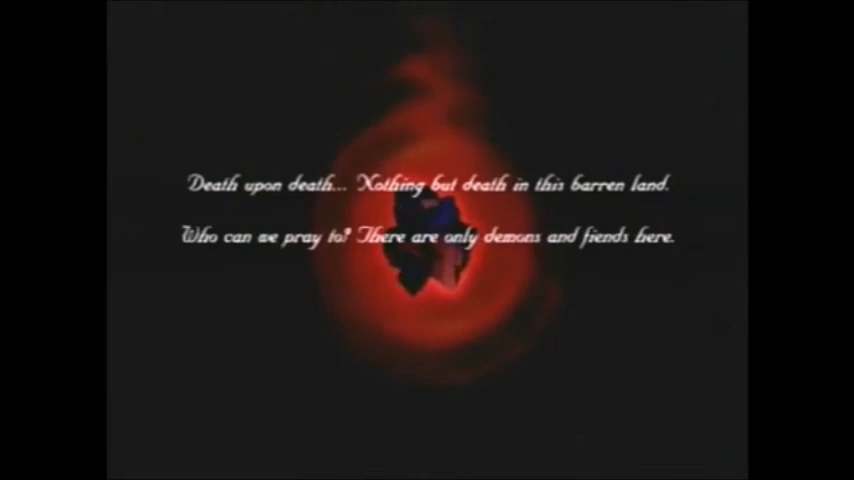 Death upon death... Nothing but death in this barren land.
Who can we pray to? There are only demons and fiends here.